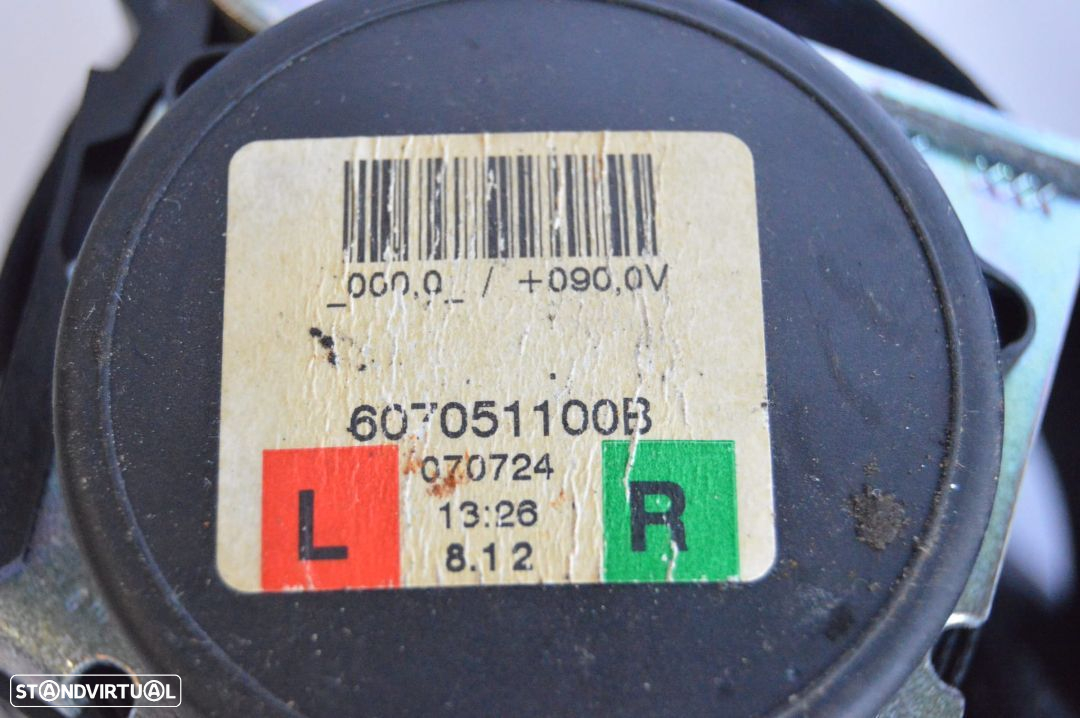 _000,0_ / +090,0V
607051100B
070724
13:26
8.12
L
R
STANDVIRTUAL